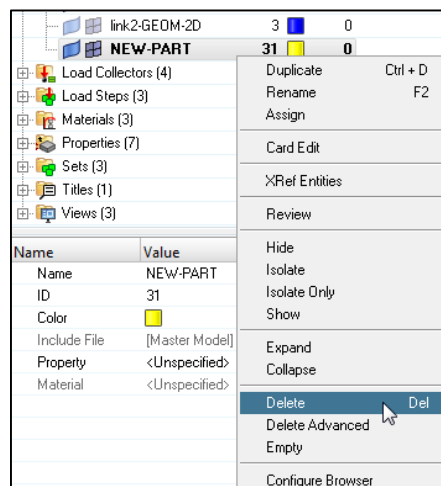 link2-GEOM-2D 3 0
NEW-PART 31 0
Load Collectors (4)
Load Steps (3)
Materials (3)
Properties (7)
Sets (3)
Titles (1)
Views (3)
Duplicate Ctrl + D
Rename F2
Assign
Card Edit
XRef Entities
Review
Hide
Isolate
Isolate Only
Show
Expand
Collapse
Delete Del
Delete Advanced
Empty
Configure Browser
Name Value
Name NEW-PART
ID 31
Color
Include File [Master Model]
Property <Unspecified>
Material <Unspecified>